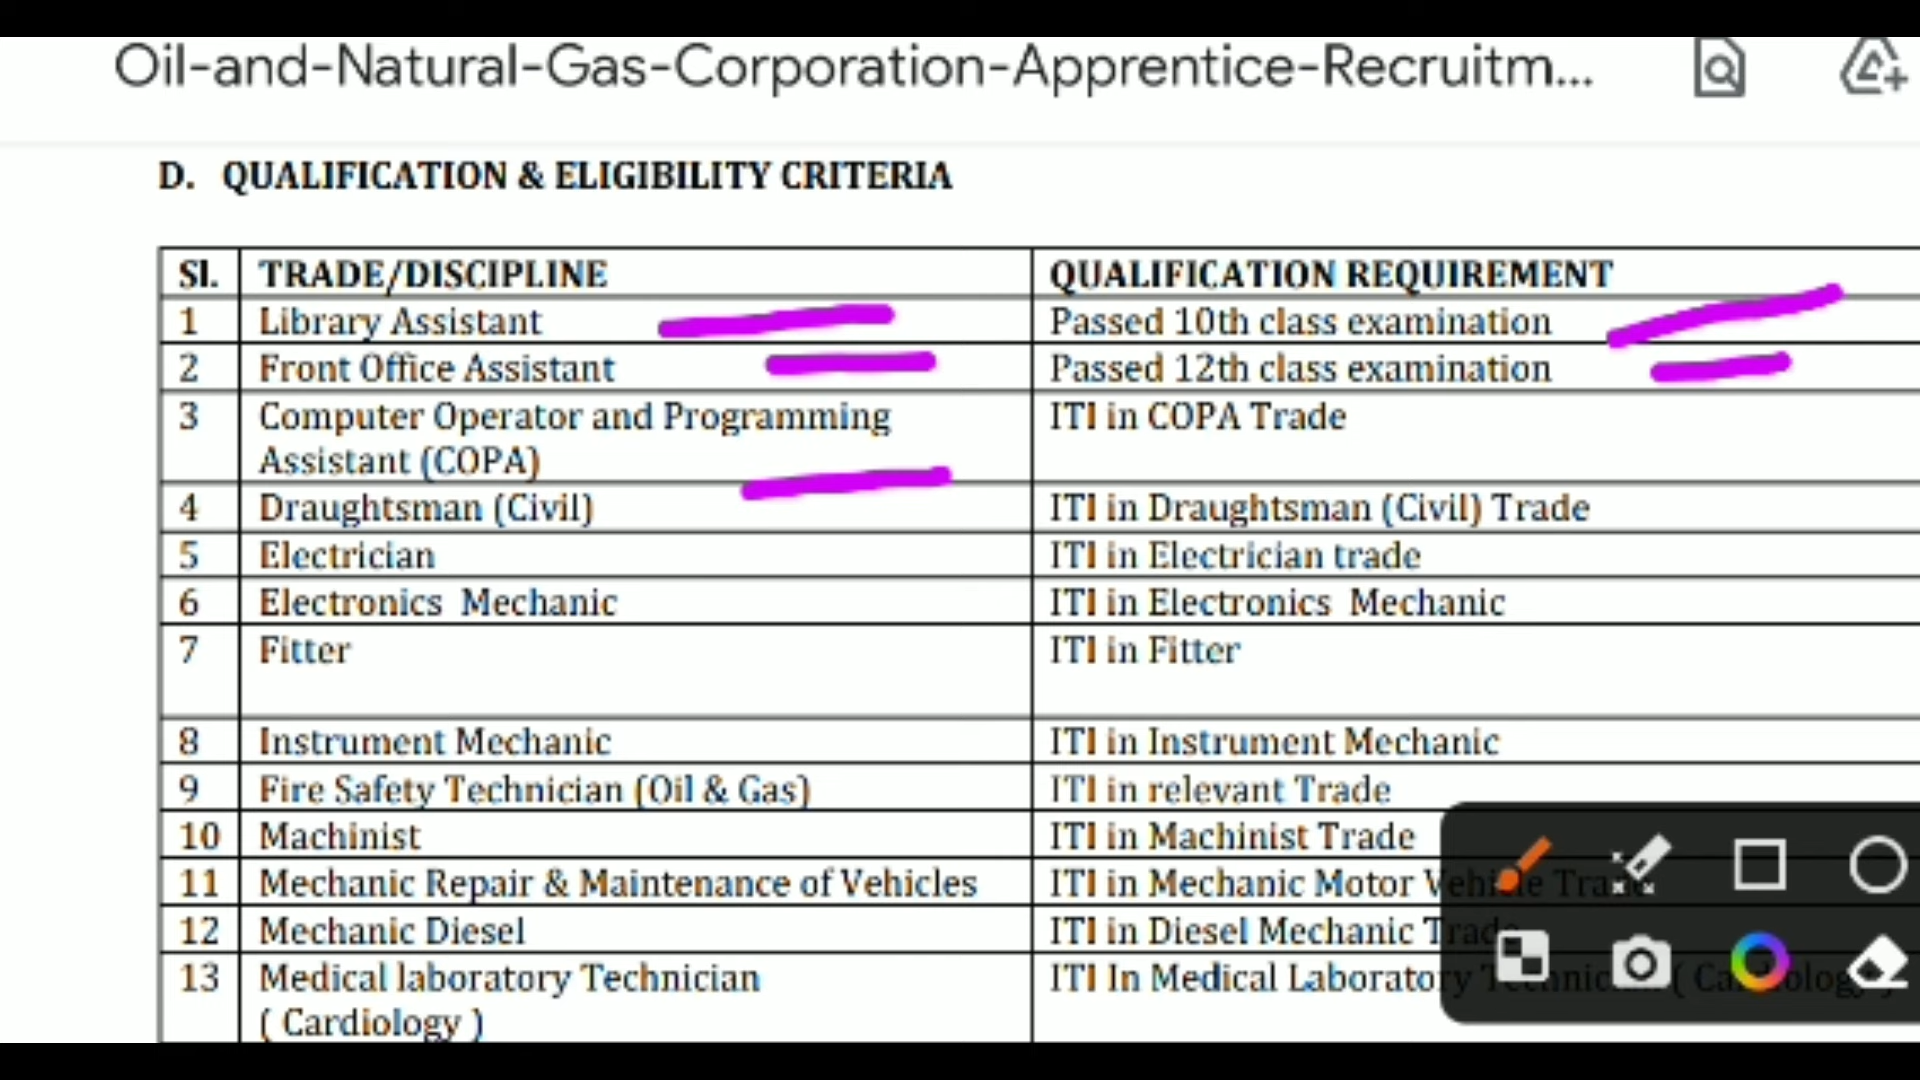 Oil-and-Natural-Gas-Corporation-Apprentice-Recruitm...
D. QUALIFICATION & ELIGIBILITY CRITERIA
Sl. TRADE/DISCIPLINE QUALIFICATION REQUIREMENT
1 Library Assistant Passed 10th class examination
2 Front Office Assistant Passed 12th class examination
3 Computer Operator and Programming ITI in COPA Trade
Assistant (COPA)
4 Draughtsman (Civil) ITI in Draughtsman (Civil) Trade
5 Electrician ITI in Electrician trade
6 Electronics Mechanic ITI in Electronics Mechanic
7 Fitter ITI in Fitter
8 Instrument Mechanic ITI in Instrument Mechanic
9 Fire Safety Technician (Oil & Gas) ITI in relevant Trade
10 Machinist ITI in Machinist Trade
11 Mechanic Repair & Maintenance of Vehicles ITI in Mechanic Motor Vehicle Trade
12 Mechanic Diesel ITI in Diesel Mechanic Trade
13 Medical laboratory Technician ITI In Medical Laboratory Technician ( Cardiology )
( Cardiology )